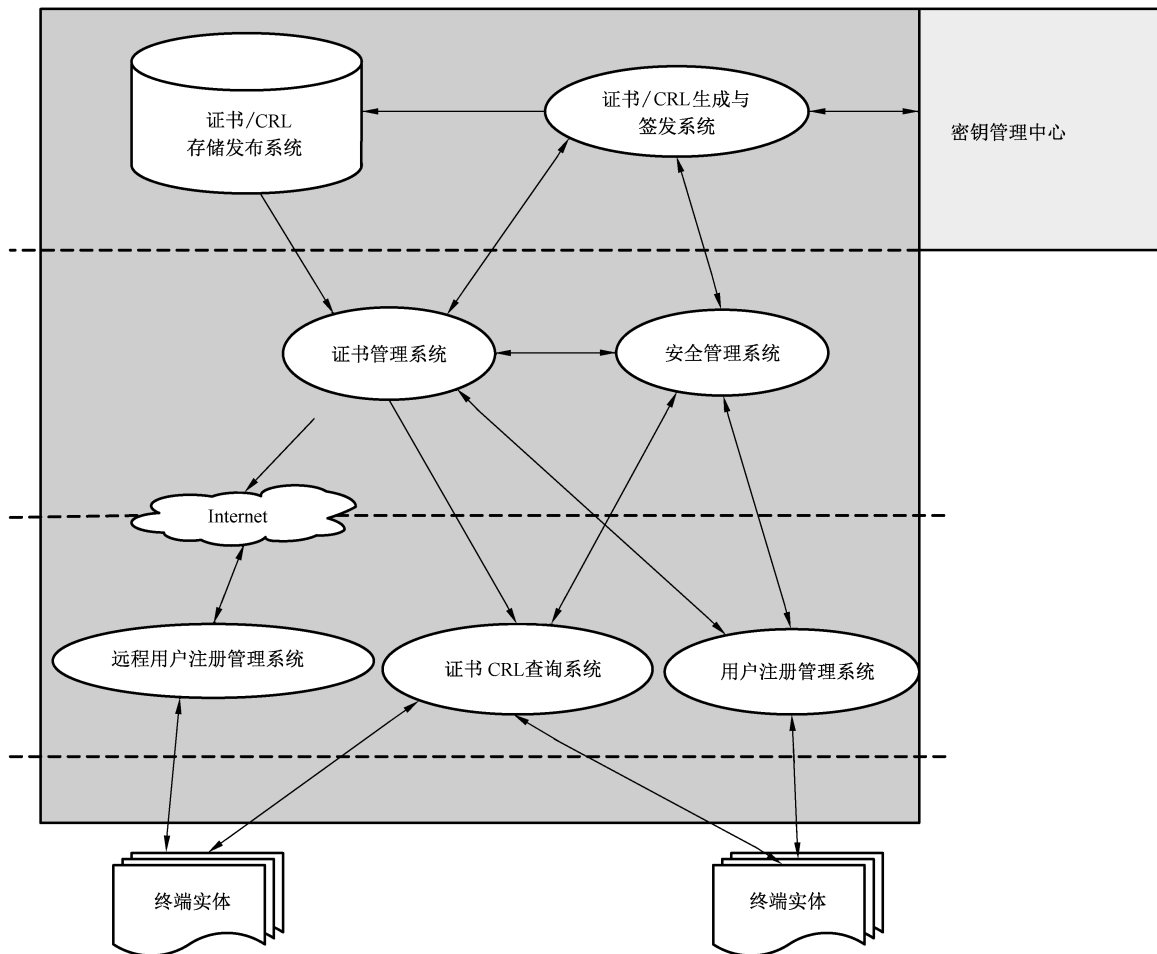 证书/CRL
存储发布系统
证书/CRL生成与
签发系统
密钥管理中心
证书管理系统
安全管理系统
Internet
远程用户注册管理系统
证书 CRL查询系统
用户注册管理系统
终端实体
终端实体